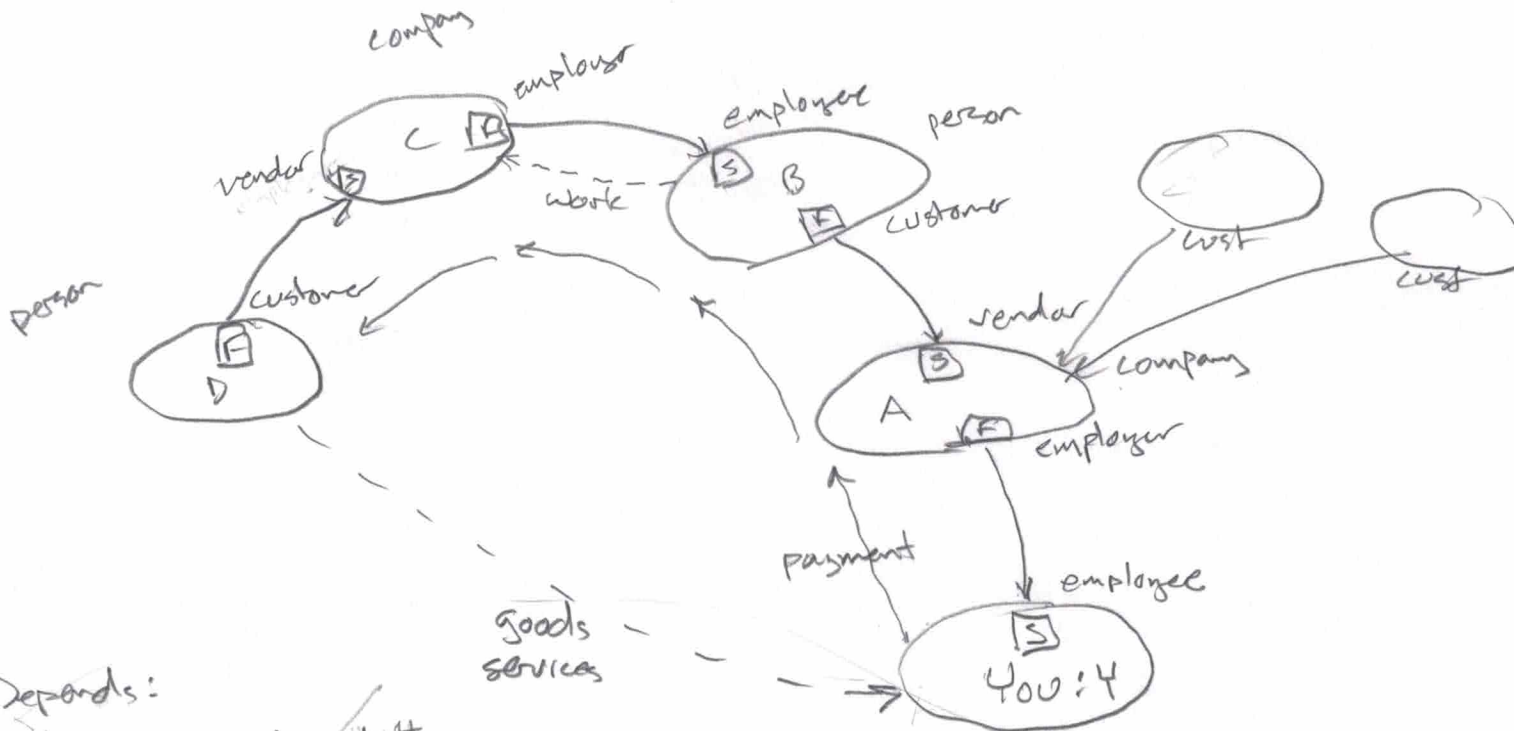 company
employer
employee
person
C
F
S
B
vendor
S
work
F
customer
cust
cust
person
customer
F
D
vendor
S
company
A
F
employer
payment
employee
goods
services
S
You : Y
Depends: